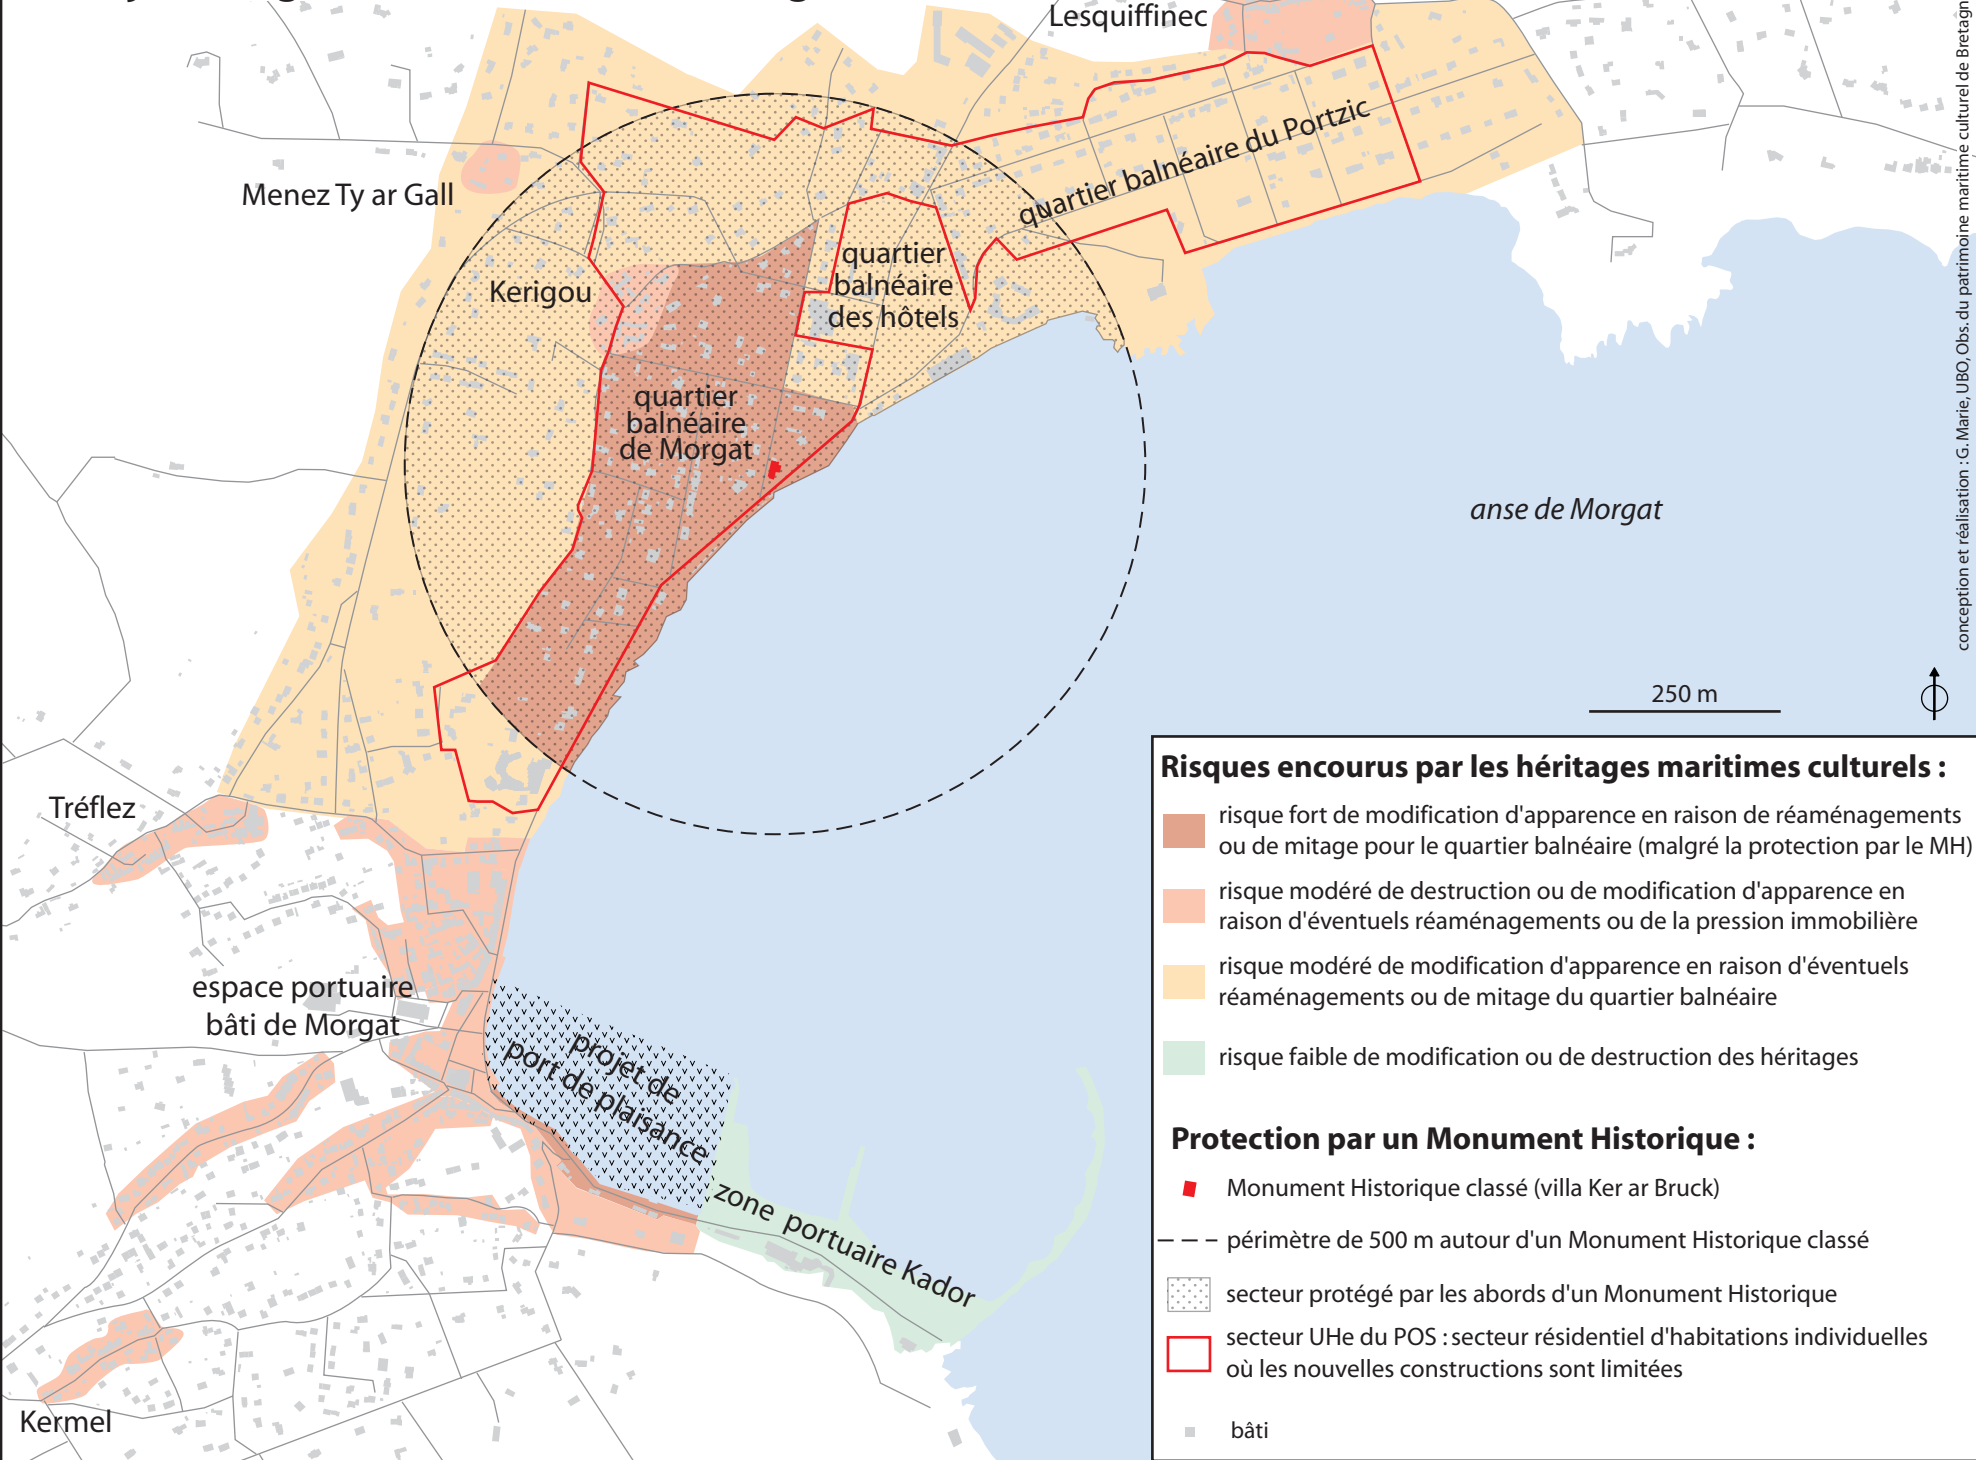 Lesquiffinec
Menez Ty ar Gall
quartier balnéaire du Portzic
quartier
balnéaire
des hôtels
Kerigou
quartier
balnéaire
de Morgat
anse de Morgat
250 m
conception et réalisation : G. Marie, UBO, Obs. du patrimoine maritime culturel de Bretagn
Tréflez
espace portuaire
bâti de Morgat
projet de
port de plaisance
zone portuaire Kador
Kermel
Risques encourus par les héritages maritimes culturels :
risque fort de modification d'apparence en raison de réaménagements
ou de mitage pour le quartier balnéaire (malgré la protection par le MH)
risque modéré de destruction ou de modification d'apparence en
raison d'éventuels réaménagements ou de la pression immobilière
risque modéré de modification d'apparence en raison d'éventuels
réaménagements ou de mitage du quartier balnéaire
risque faible de modification ou de destruction des héritages
Protection par un Monument Historique :
Monument Historique classé (villa Ker ar Bruck)
périmètre de 500 m autour d'un Monument Historique classé
secteur protégé par les abords d'un Monument Historique
secteur UHe du POS : secteur résidentiel d'habitations individuelles
où les nouvelles constructions sont limitées
bâti